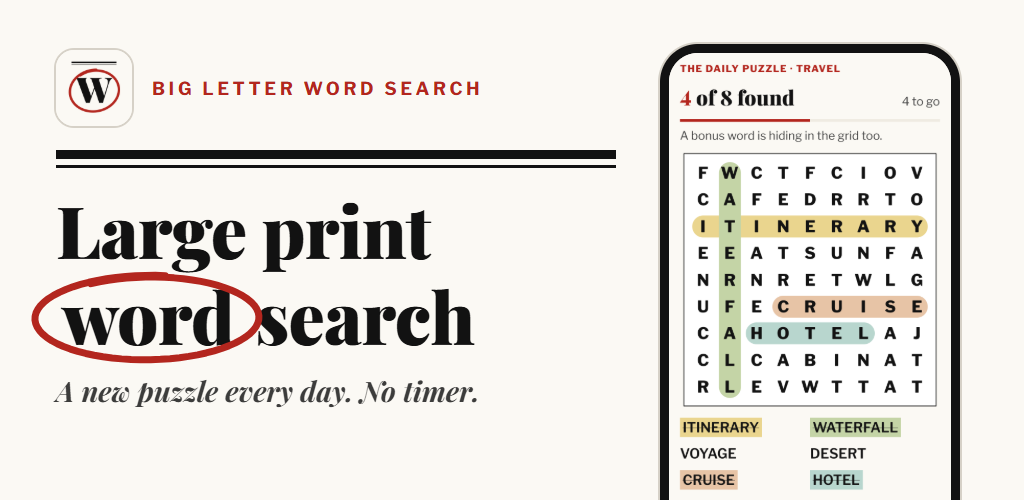 W
BIG LETTER WORD SEARCH
Large print
word search
A new puzzle every day. No timer.
THE DAILY PUZZLE · TRAVEL
4 of 8 found
4 to go
A bonus word is hiding in the grid too.
F W C T F C I O V
C A F E D R R T O
I T I N E R A R Y
E E A T S U N F A
N R N R E T W L G
U F E C R U I S E
C A H O T E L A J
C L C A B I N A T
R L E V W T T A T
ITINERARY WATERFALL
VOYAGE DESERT
CRUISE HOTEL